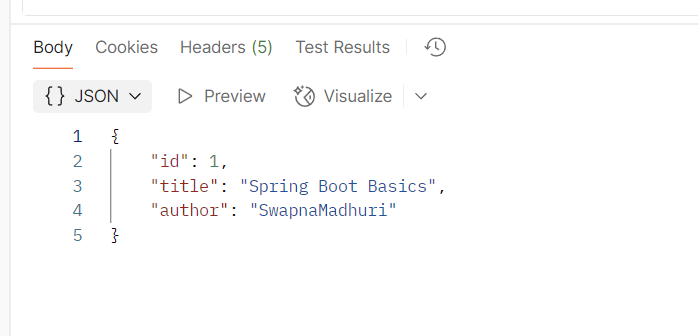 Body Cookies Headers (5) Test Results
{} JSON Preview Visualize
1 {
2 "id": 1,
3 "title": "Spring Boot Basics",
4 "author": "SwapnaMadhuri"
5 }